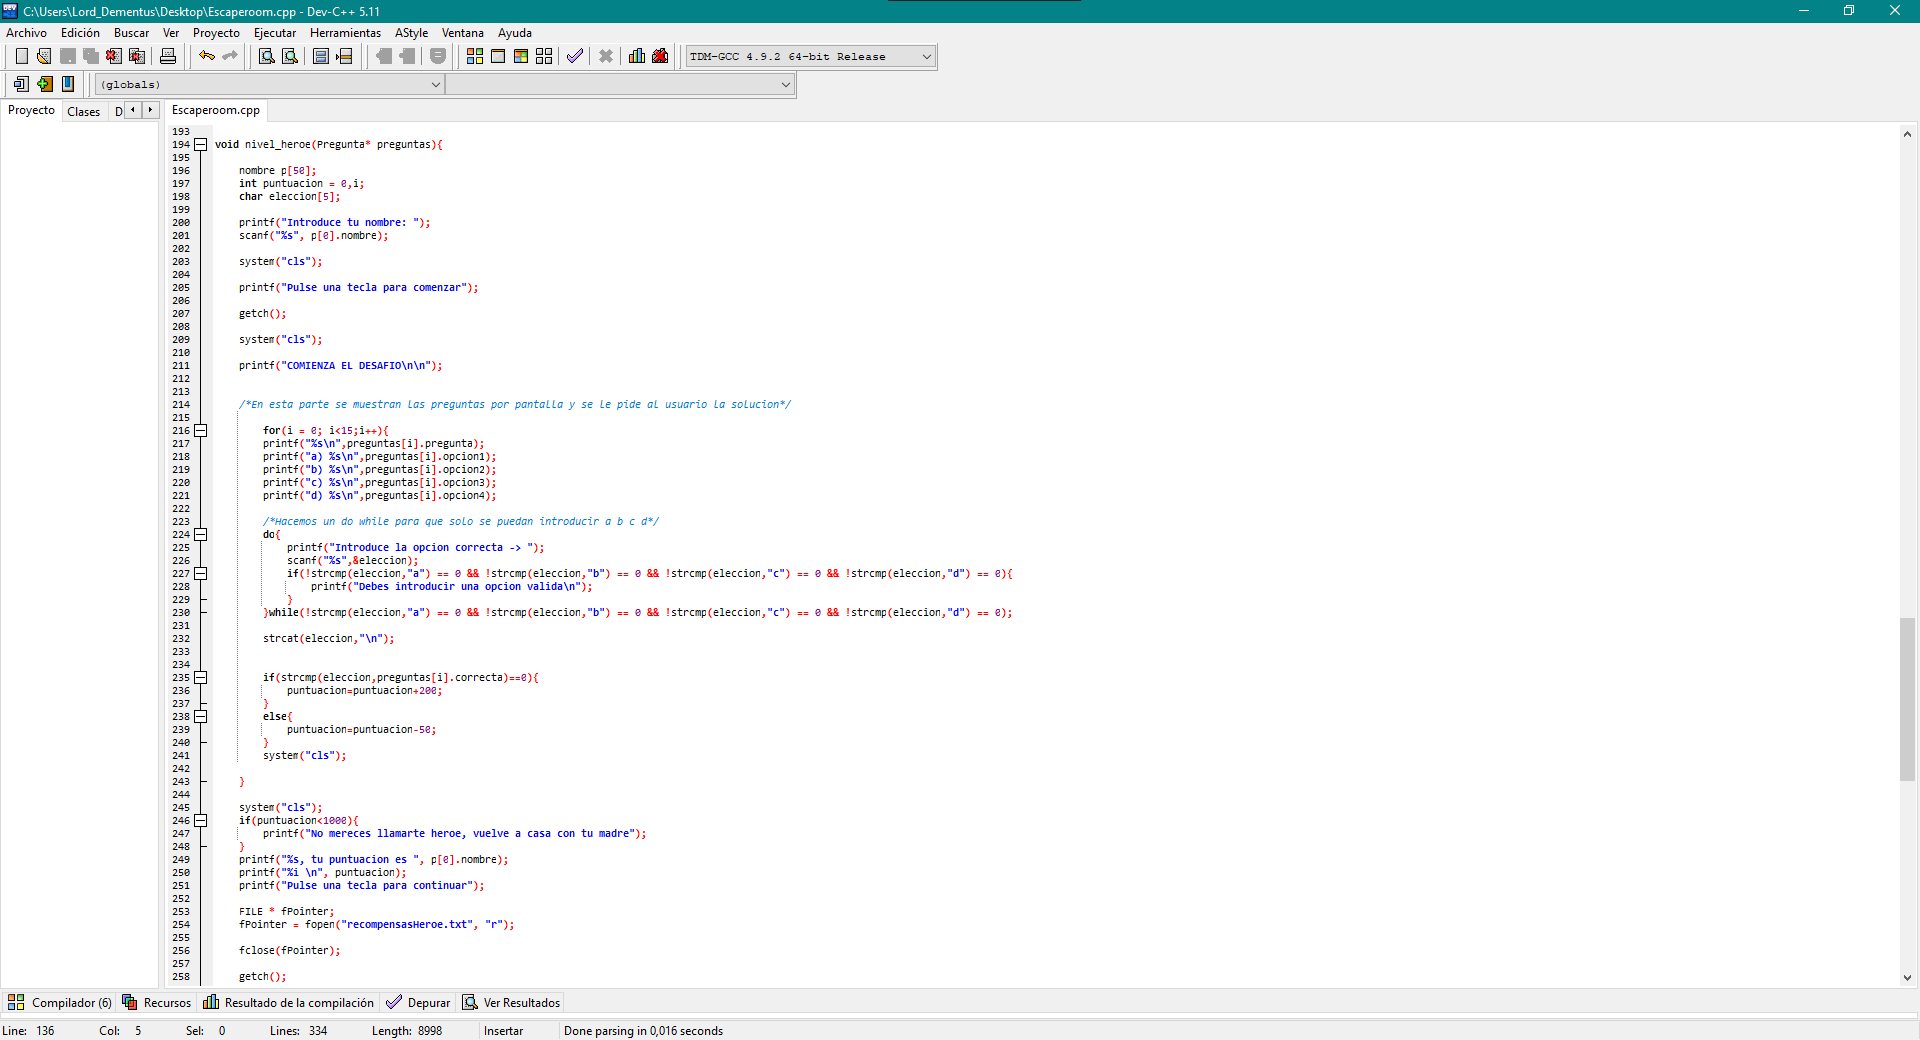 C:\Users\Lord_Dementus\Desktop\Escaperoom.cpp - Dev-C++ 5.11
Archivo Edición Buscar Ver Proyecto Ejecutar Herramientas AStyle Ventana Ayuda
TDM-GCC 4.9.2 64-bit Release
(globals)
Proyecto Clases D Escaperoom.cpp
193
194 void nivel_heroe(Pregunta* preguntas){
195
196 nombre p[50];
197 int puntuacion = 0,i;
198 char eleccion[5];
199
200 printf("Introduce tu nombre: ");
201 scanf("%s", p[0].nombre);
202
203 system("cls");
204
205 printf("Pulse una tecla para comenzar");
206
207 getch();
208
209 system("cls");
210
211 printf("COMIENZA EL DESAFIO\n\n");
212
213
214 /*En esta parte se muestran las preguntas por pantalla y se le pide al usuario la solucion*/
215
216 for(i = 0; i<15;i++){
217 printf("%s\n",preguntas[i].pregunta);
218 printf("a) %s\n",preguntas[i].opcion1);
219 printf("b) %s\n",preguntas[i].opcion2);
220 printf("c) %s\n",preguntas[i].opcion3);
221 printf("d) %s\n",preguntas[i].opcion4);
222
223 /*Hacemos un do while para que solo se puedan introducir a b c d*/
224 do{
225 printf("Introduce la opcion correcta -> ");
226 scanf("%s",&eleccion);
227 if(!strcmp(eleccion,"a") == 0 && !strcmp(eleccion,"b") == 0 && !strcmp(eleccion,"c") == 0 && !strcmp(eleccion,"d") == 0){
228 printf("Debes introducir una opcion valida\n");
229 }
230 }while(!strcmp(eleccion,"a") == 0 && !strcmp(eleccion,"b") == 0 && !strcmp(eleccion,"c") == 0 && !strcmp(eleccion,"d") == 0);
231
232 strcat(eleccion,"\n");
233
234
235 if(strcmp(eleccion,preguntas[i].correcta)==0){
236 puntuacion=puntuacion+200;
237 }
238 else{
239 puntuacion=puntuacion-50;
240 }
241 system("cls");
242
243 }
244
245 system("cls");
246 if(puntuacion<1000){
247 printf("No mereces llamarte heroe, vuelve a casa con tu madre");
248 }
249 printf("%s, tu puntuacion es ", p[0].nombre);
250 printf("%i \n", puntuacion);
251 printf("Pulse una tecla para continuar");
252
253 FILE * fPointer;
254 fPointer = fopen("recompensasHeroe.txt", "r");
255
256 fclose(fPointer);
257
258 getch();
Compilador (6) Recursos Resultado de la compilación Depurar Ver Resultados
Line: 136 Col: 5 Sel: 0 Lines: 334 Length: 8998 Insertar Done parsing in 0,016 seconds